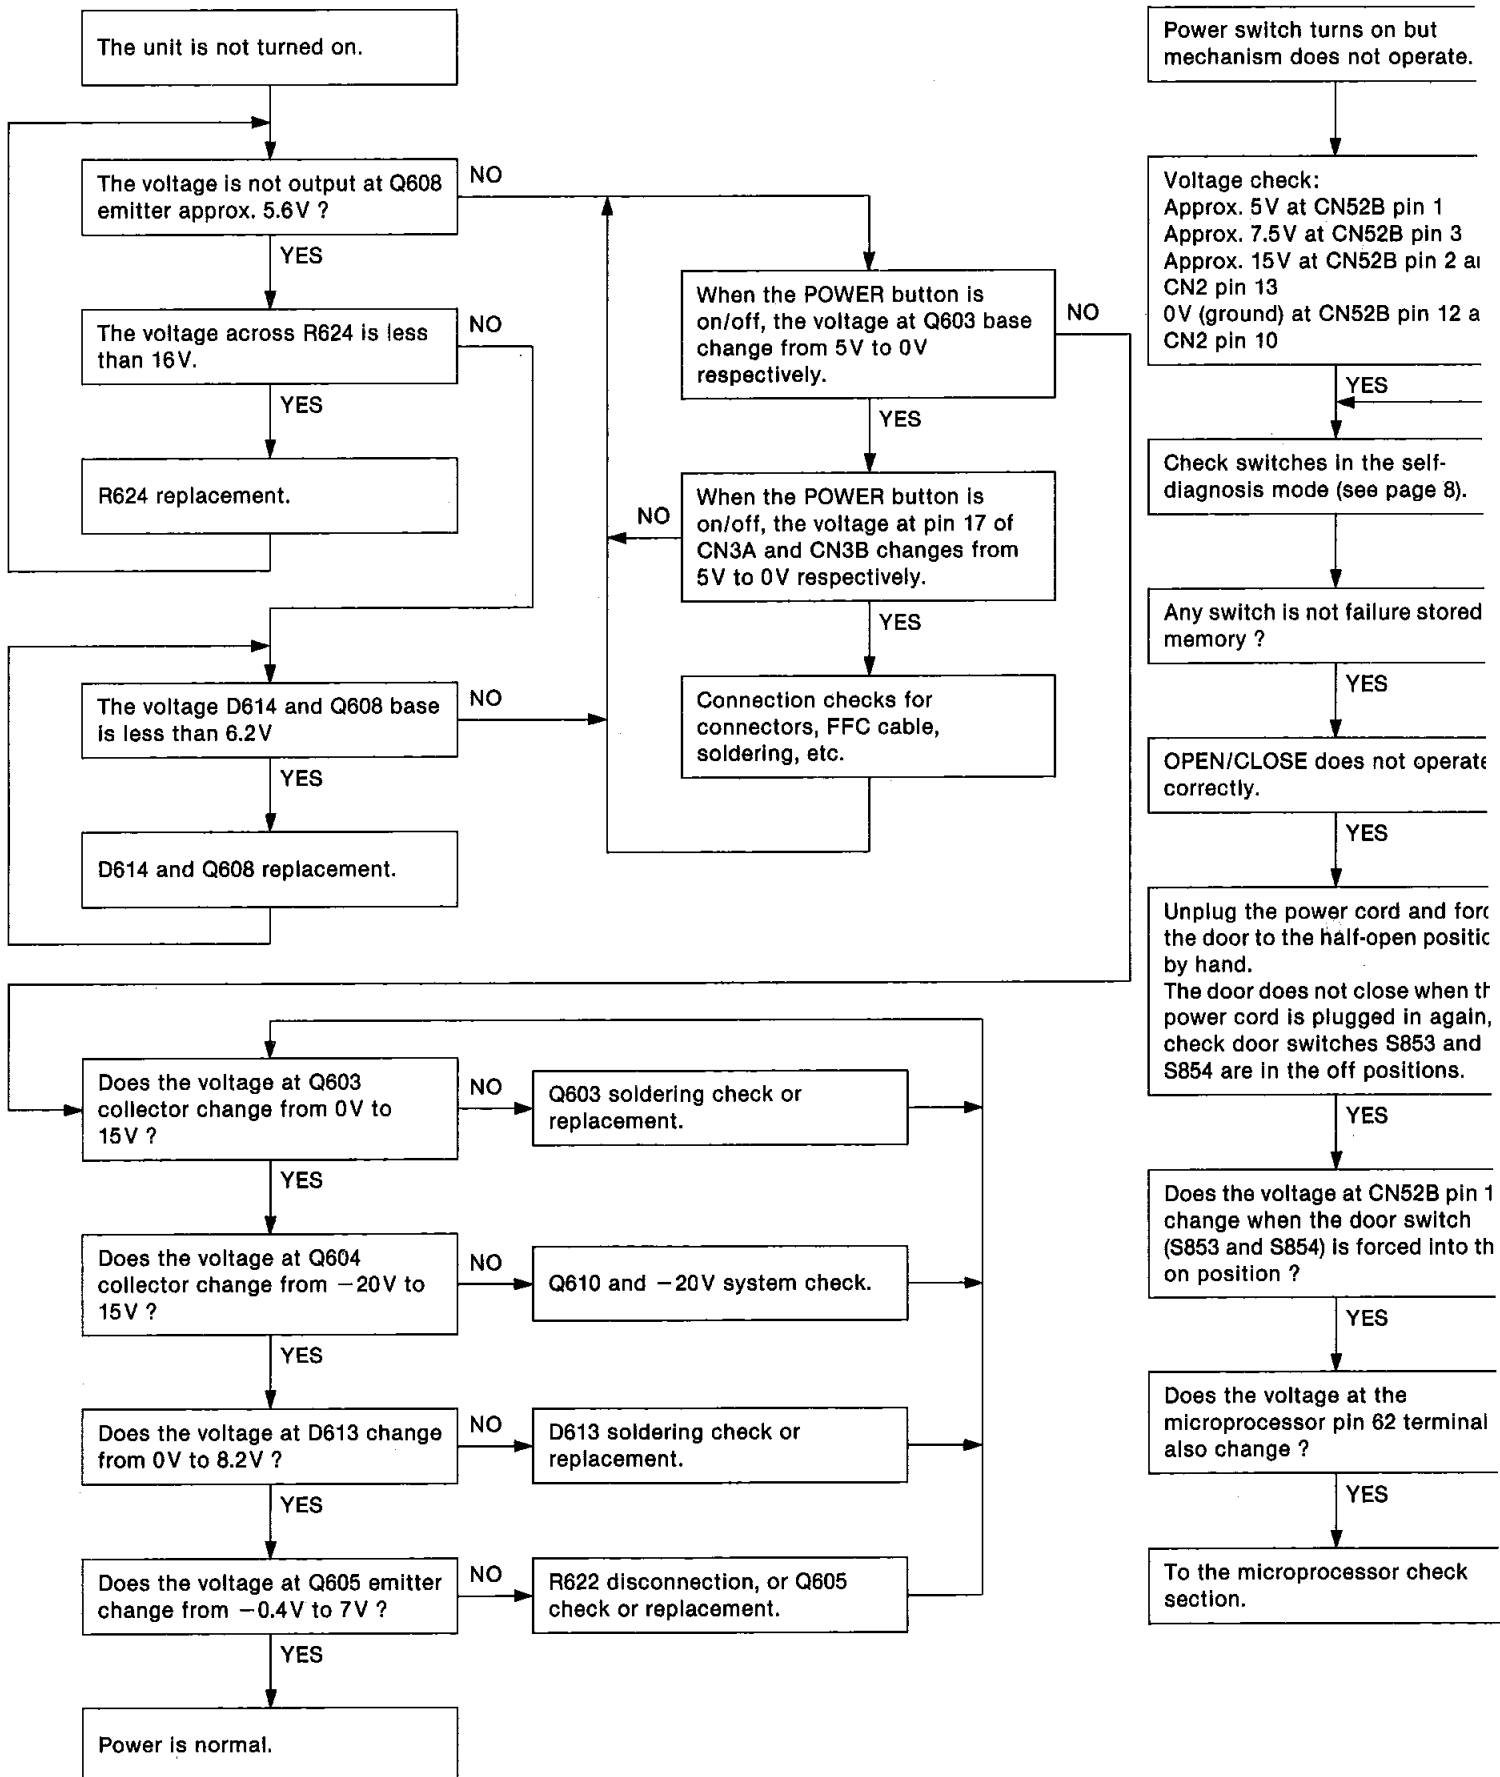 The unit is not turned on.
The voltage is not output at Q608
emitter approx. 5.6V ?
NO
YES
The voltage across R624 is less
than 16V.
NO
YES
R624 replacement.
The voltage D614 and Q608 base
is less than 6.2V
NO
YES
D614 and Q608 replacement.
When the POWER button is
on/off, the voltage at Q603 base
change from 5V to 0V
respectively.
NO
YES
When the POWER button is
on/off, the voltage at pin 17 of
CN3A and CN3B changes from
5V to 0V respectively.
NO
YES
Connection checks for
connectors, FFC cable,
soldering, etc.
Does the voltage at Q603
collector change from 0V to
15V ?
NO
Q603 soldering check or
replacement.
YES
Does the voltage at Q604
collector change from −20V to
15V ?
NO
Q610 and −20V system check.
YES
Does the voltage at D613 change
from 0V to 8.2V ?
NO
D613 soldering check or
replacement.
YES
Does the voltage at Q605 emitter
change from −0.4V to 7V ?
NO
R622 disconnection, or Q605
check or replacement.
YES
Power is normal.
Power switch turns on but
mechanism does not operate.
Voltage check:
Approx. 5V at CN52B pin 1
Approx. 7.5V at CN52B pin 3
Approx. 15V at CN52B pin 2
CN2 pin 13
0V (ground) at CN52B pin 12
CN2 pin 10
YES
Check switches in the self-
diagnosis mode (see page 8).
Any switch is not failure stored
memory ?
YES
OPEN/CLOSE does not operate
correctly.
YES
Unplug the power cord and
the door to the half-open
by hand.
The door does not close when
power cord is plugged in again,
check door switches S853 and
S854 are in the off positions.
YES
Does the voltage at CN52B pin
change when the door switch
(S853 and S854) is forced into
on position ?
YES
Does the voltage at the
microprocessor pin 62 terminal
also change ?
YES
To the microprocessor check
section.